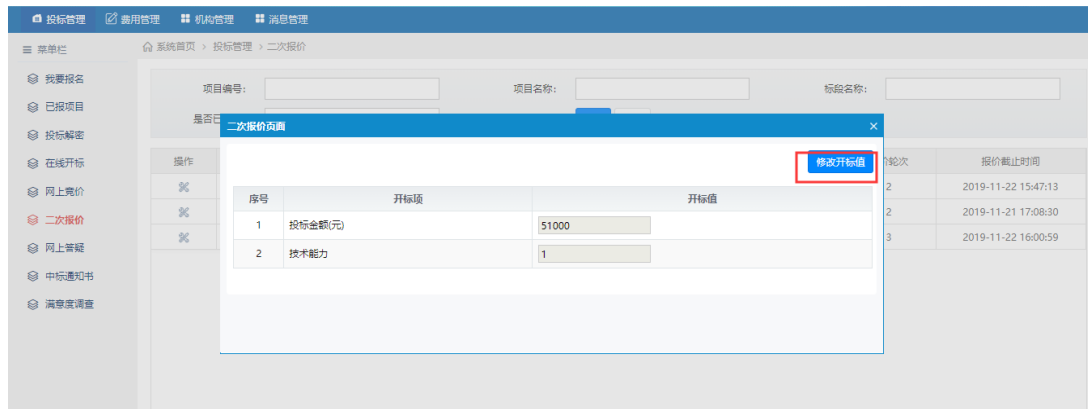 投标管理 费用管理 机构管理 消息管理
菜单栏 系统首页 > 投标管理 > 二次报价
我要报名
已报项目
投标解密
在线开标
网上竞价
二次报价
网上答疑
中标通知书
满意度调查
项目编号: 项目名称: 标段名称:
是否已
操作 轮次 报价截止时间
2 2019-11-22 15:47:13
2 2019-11-21 17:08:30
3 2019-11-22 16:00:59
二次报价页面 ×
修改开标值
序号 开标项 开标值
1 投标金额(元) 51000
2 技术能力 1